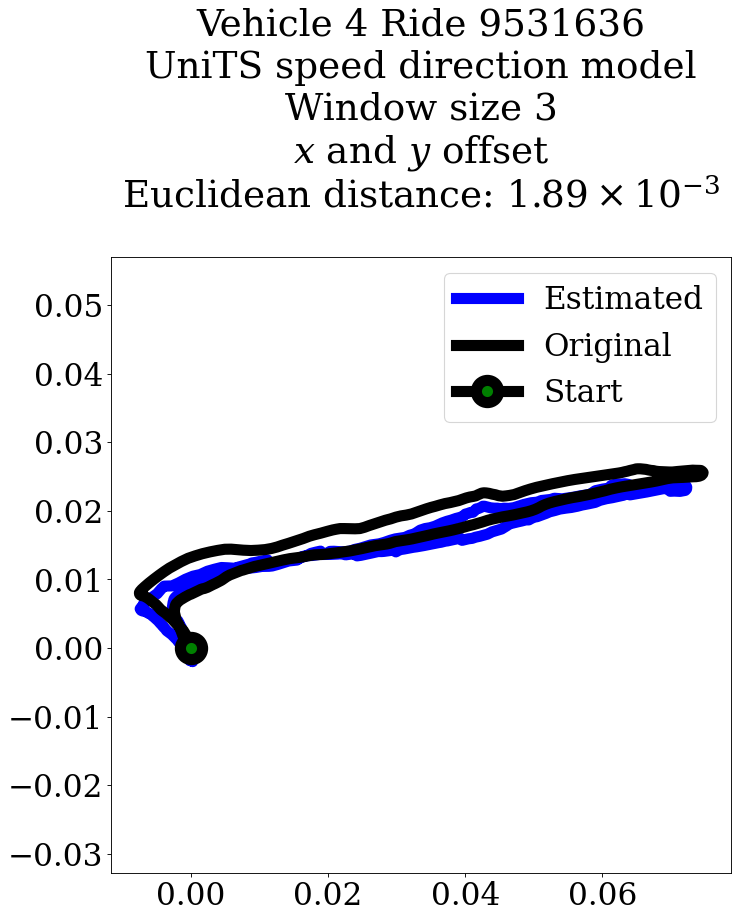 Vehicle 4 Ride 9531636
UniTS speed direction model
Window size 3
x and y offset
Euclidean distance: 1.89 × 10⁻³
Estimated
Original
Start
0.05
0.04
0.03
0.02
0.01
0.00
−0.01
−0.02
−0.03
0.00 0.02 0.04 0.06